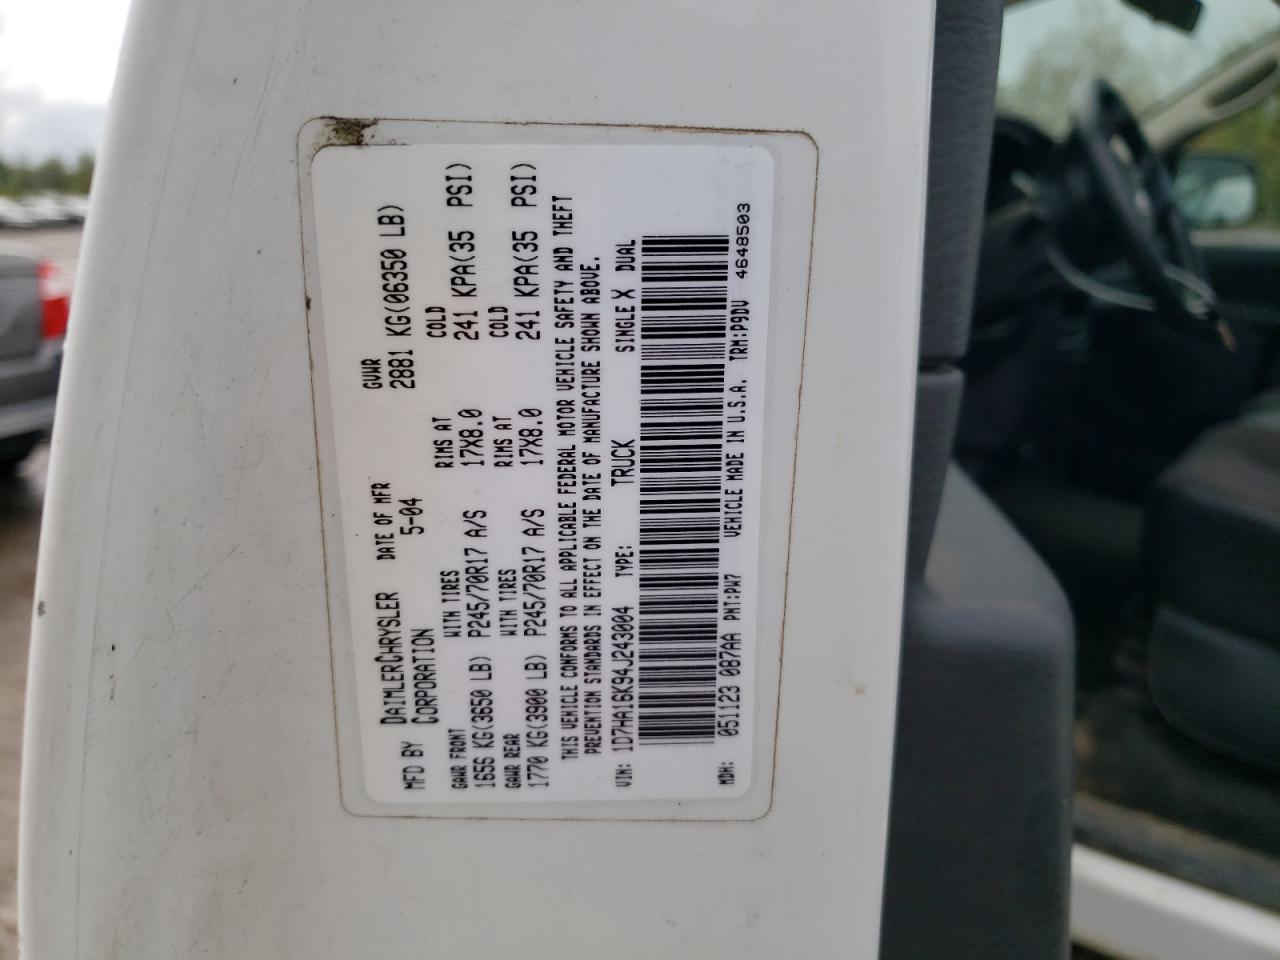 MFD BY DAIMLERCHRYSLER CORPORATION DATE OF MFR 5-04 GVWR 2881 KG(06350 LB)
GAWR FRONT WITH TIRES RIMS AT COLD
1656 KG(3650 LB) P245/70R17 A/S 17X8.0 241 KPA(35 PSI)
GAWR REAR WITH TIRES RIMS AT COLD
1770 KG(3900 LB) P245/70R17 A/S 17X8.0 241 KPA(35 PSI)
THIS VEHICLE CONFORMS TO ALL APPLICABLE FEDERAL MOTOR VEHICLE SAFETY AND THEFT
PREVENTION STANDARDS IN EFFECT ON THE DATE OF MANUFACTURE SHOWN ABOVE.
VIN: 1D7HA16K94J243004 TYPE: TRUCK SINGLE X DUAL
MDH: 051123 087AA PNT:PW7 VEHICLE MADE IN U.S.A. TRM:P9DV 4648503